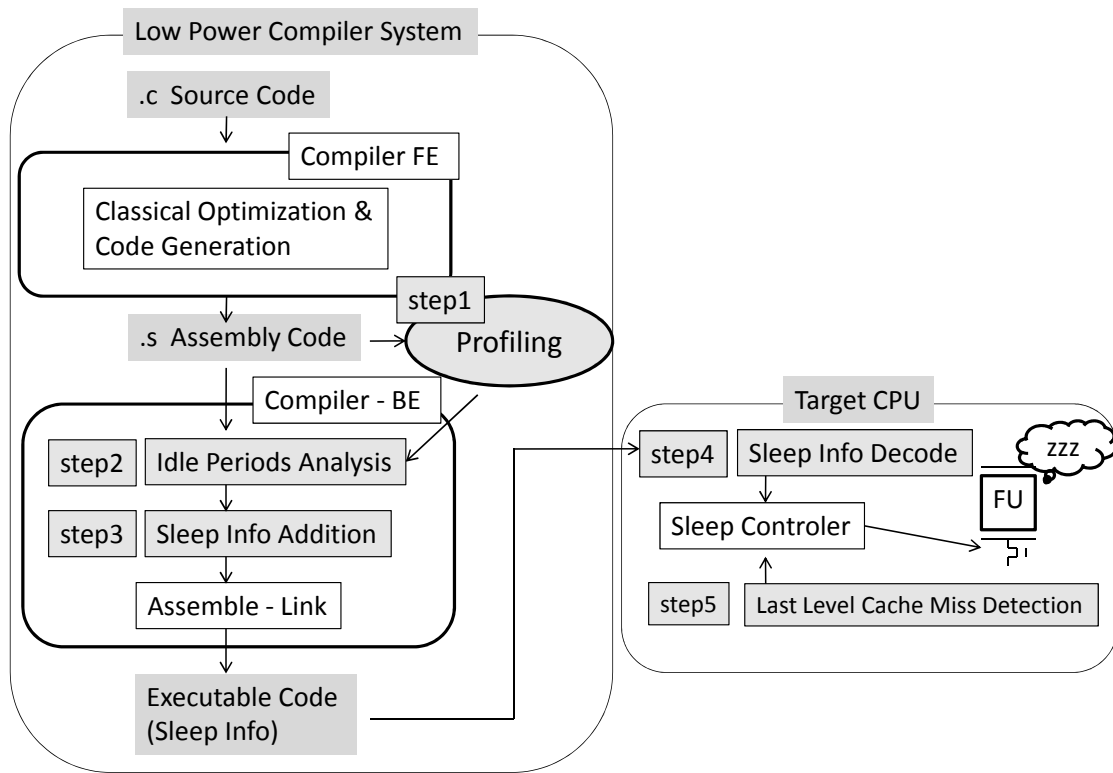 Low Power Compiler System
.c Source Code
Compiler FE
Classical Optimization &
Code Generation
step1
.s Assembly Code
Profiling
Compiler - BE
step2
Idle Periods Analysis
step3
Sleep Info Addition
Assemble - Link
Executable Code
(Sleep Info)
Target CPU
step4
Sleep Info Decode
zzz
FU
Sleep Controler
step5
Last Level Cache Miss Detection